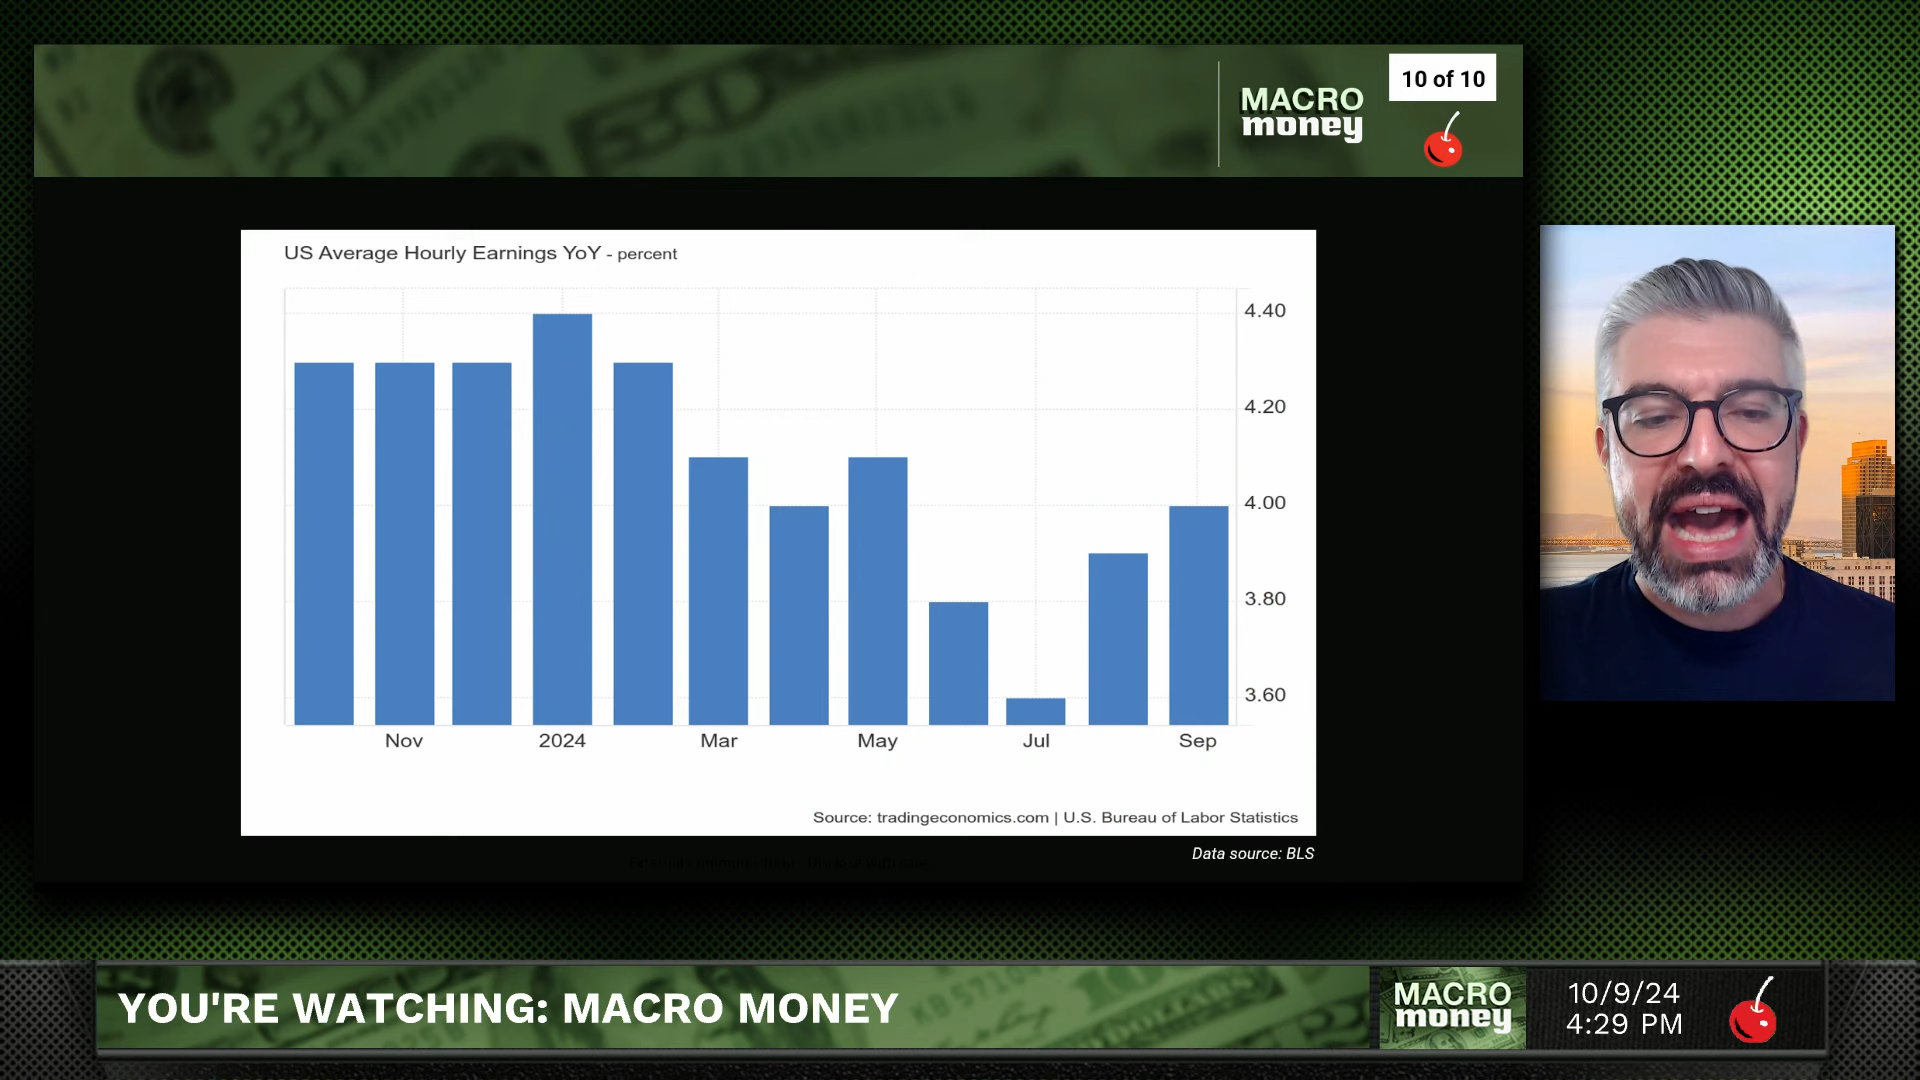 MACRO
money
10 of 10
US Average Hourly Earnings YoY - percent
4.40
4.20
4.00
3.80
3.60
Nov 2024 Mar May Jul Sep
Source: tradingeconomics.com | U.S. Bureau of Labor Statistics
Data source: BLS
YOU'RE WATCHING: MACRO MONEY
MACRO
money
10/9/24
4:29 PM